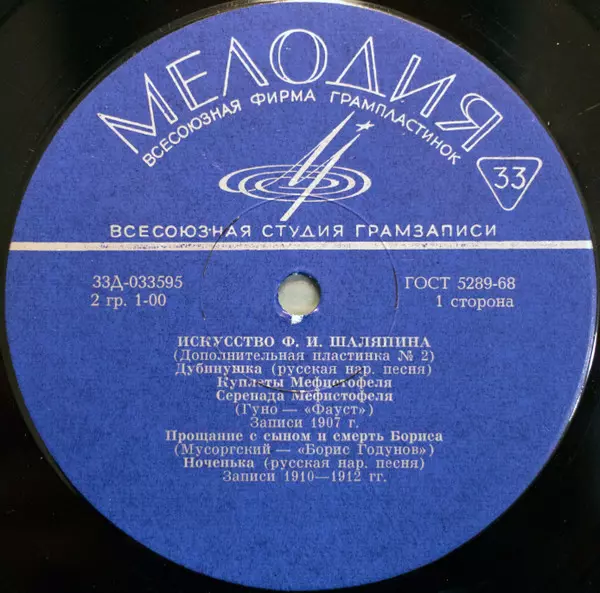 МЕЛОДИЯ
ВСЕСОЮЗНАЯ ФИРМА ГРАМПЛАСТИНОК
33
ВСЕСОЮЗНАЯ СТУДИЯ ГРАМЗАПИСИ
33Д-033595
2 гр. 1-00
ГОСТ 5289-68
1 сторона
ИСКУССТВО Ф. И. ШАЛЯПИНА
(Дополнительная пластинка № 2)
Дубинушка (русская нар. песня)
Куплеты Мефистофеля
Серенада Мефистофеля
(Гуно — «Фауст»)
Записи 1907 г.
Прощание с сыном и смерть Бориса
(Мусоргский — «Борис Годунов»)
Ноченька (русская нар. песня)
Записи 1910—1912 гг.